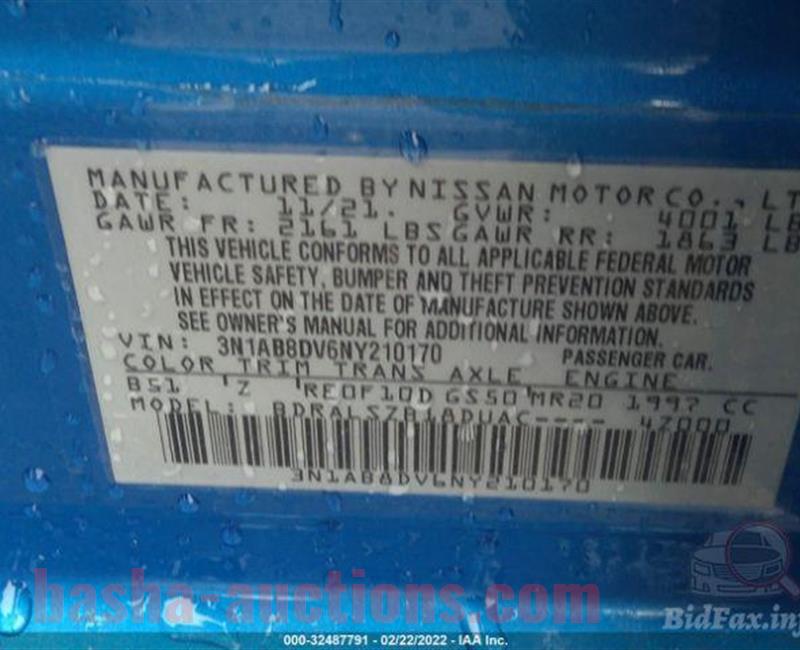 MANUFACTURED BY NISSAN MOTOR CO., LT
DATE: 11/21. GVWR: 4001 LB
GAWR FR: 2161 LBS GAWR RR: 1863 LB
THIS VEHICLE CONFORMS TO ALL APPLICABLE FEDERAL MOTOR
VEHICLE SAFETY, BUMPER AND THEFT PREVENTION STANDARDS
IN EFFECT ON THE DATE OF MANUFACTURE SHOWN ABOVE.
SEE OWNER'S MANUAL FOR ADDITIONAL INFORMATION.
VIN: 3N1AB8DV6NY210170 PASSENGER CAR.
COLOR TRIM TRANS AXLE ENGINE
B51 Z RE0F10D GS50 MR20 1997 CC
MODEL: ---- 47000
3N1AB8DV6NY210170
basha-auctions.com
BidFax.inf
000-32487791 - 02/22/2022 - IAA Inc.